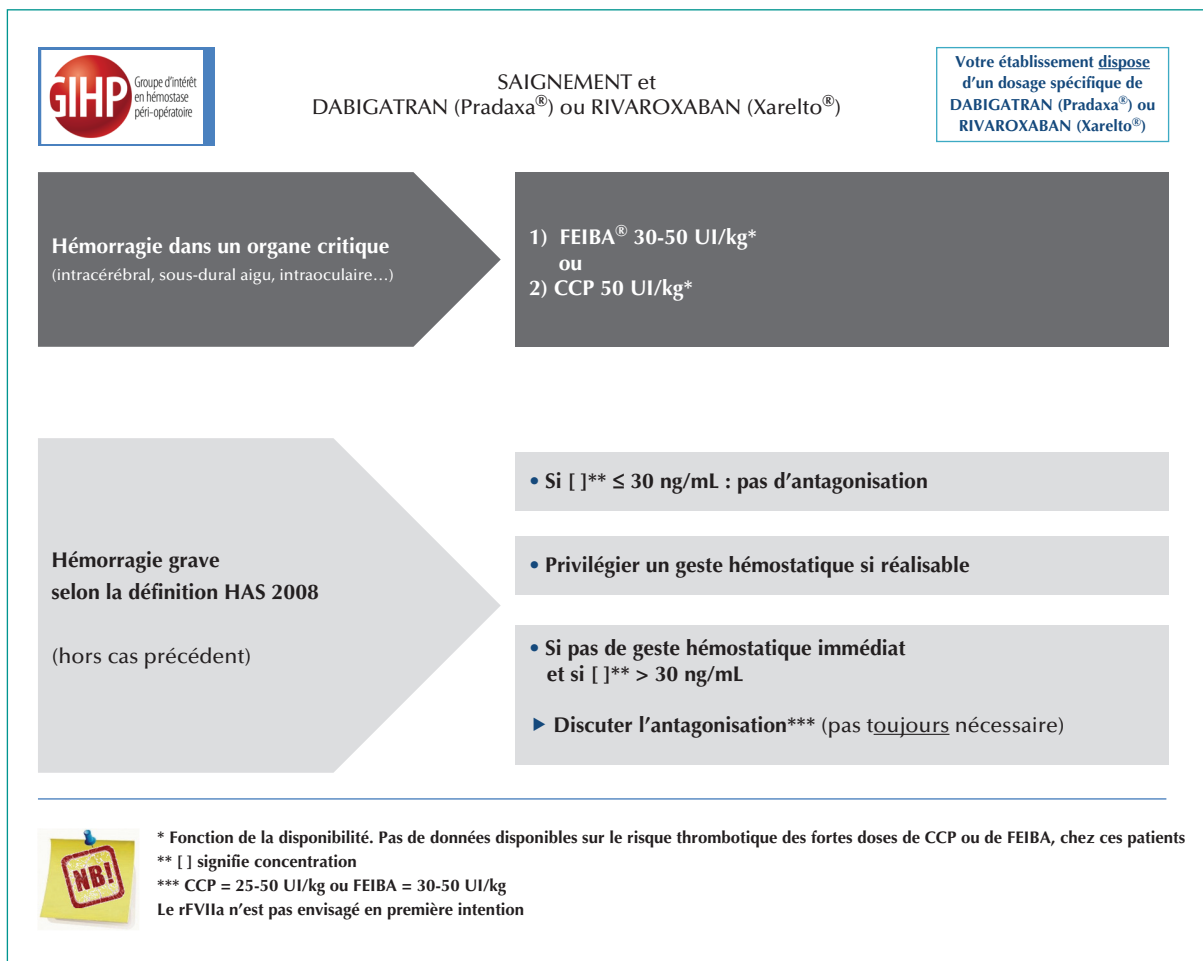 GIHP
Groupe d'intérêt
en hémostase
péri-opératoire
SAIGNEMENT et
DABIGATRAN (Pradaxa®) ou RIVAROXABAN (Xarelto®)
Votre établissement dispose
d'un dosage spécifique de
DABIGATRAN (Pradaxa®) ou
RIVAROXABAN (Xarelto®)
Hémorragie dans un organe critique
(intracérébral, sous-dural aigu, intraoculaire…)
1) FEIBA® 30-50 UI/kg*
ou
2) CCP 50 UI/kg*
Hémorragie grave
selon la définition HAS 2008
(hors cas précédent)
• Si [ ]** ≤ 30 ng/mL : pas d'antagonisation
• Privilégier un geste hémostatique si réalisable
• Si pas de geste hémostatique immédiat
et si [ ]** > 30 ng/mL
▶ Discuter l'antagonisation*** (pas toujours nécessaire)
NB!
* Fonction de la disponibilité. Pas de données disponibles sur le risque thrombotique des fortes doses de CCP ou de FEIBA, chez ces patients
** [ ] signifie concentration
*** CCP = 25-50 UI/kg ou FEIBA = 30-50 UI/kg
Le rFVIIa n'est pas envisagé en première intention